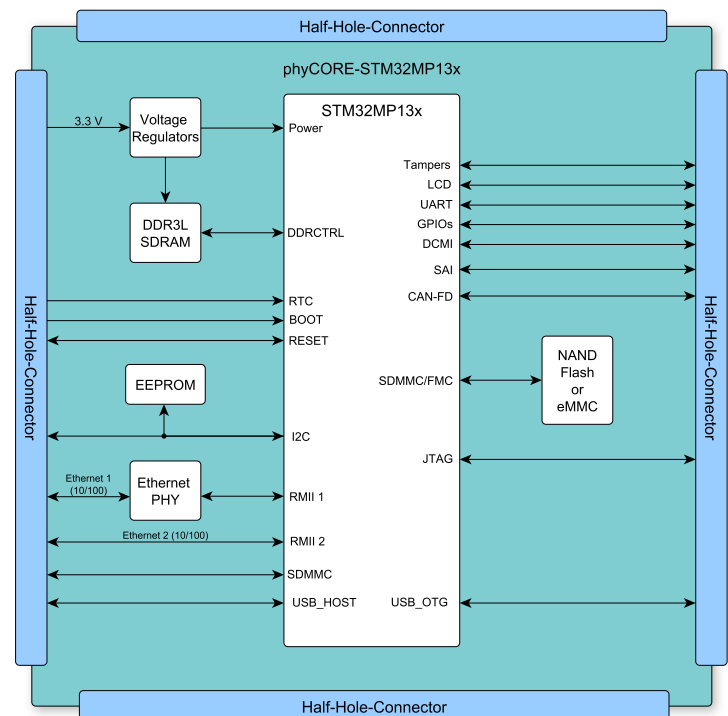 Half-Hole-Connector
phyCORE-STM32MP13x
STM32MP13x
3.3 V
Voltage
Regulators
Power
DDR3L
SDRAM
DDRCTRL
RTC
BOOT
RESET
EEPROM
I2C
Ethernet 1
(10/100)
Ethernet
PHY
RMII 1
Ethernet 2 (10/100)
RMII 2
SDMMC
USB_HOST
Tampers
LCD
UART
GPIOs
DCMI
SAI
CAN-FD
SDMMC/FMC
NAND
Flash
or
eMMC
JTAG
USB_OTG
Half-Hole-Connector
Half-Hole-Connector
Half-Hole-Connector